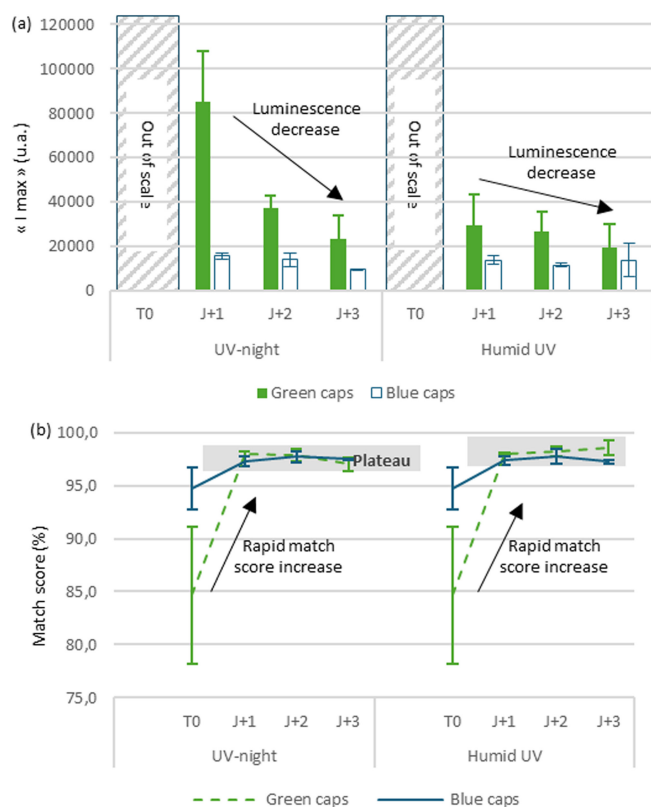 (a)
120000
100000
80000
60000
40000
20000
0
« I max » (u.a.)
Out of scale
Luminescence
decrease
Out of scale
Luminescence
decrease
T0 J+1 J+2 J+3 T0 J+1 J+2 J+3
UV-night Humid UV
Green caps Blue caps
(b)
100,0
95,0
90,0
85,0
80,0
75,0
Match score (%)
Plateau
Rapid match
score increase
Rapid match
score increase
T0 J+1 J+2 J+3 T0 J+1 J+2 J+3
UV-night Humid UV
Green caps Blue caps